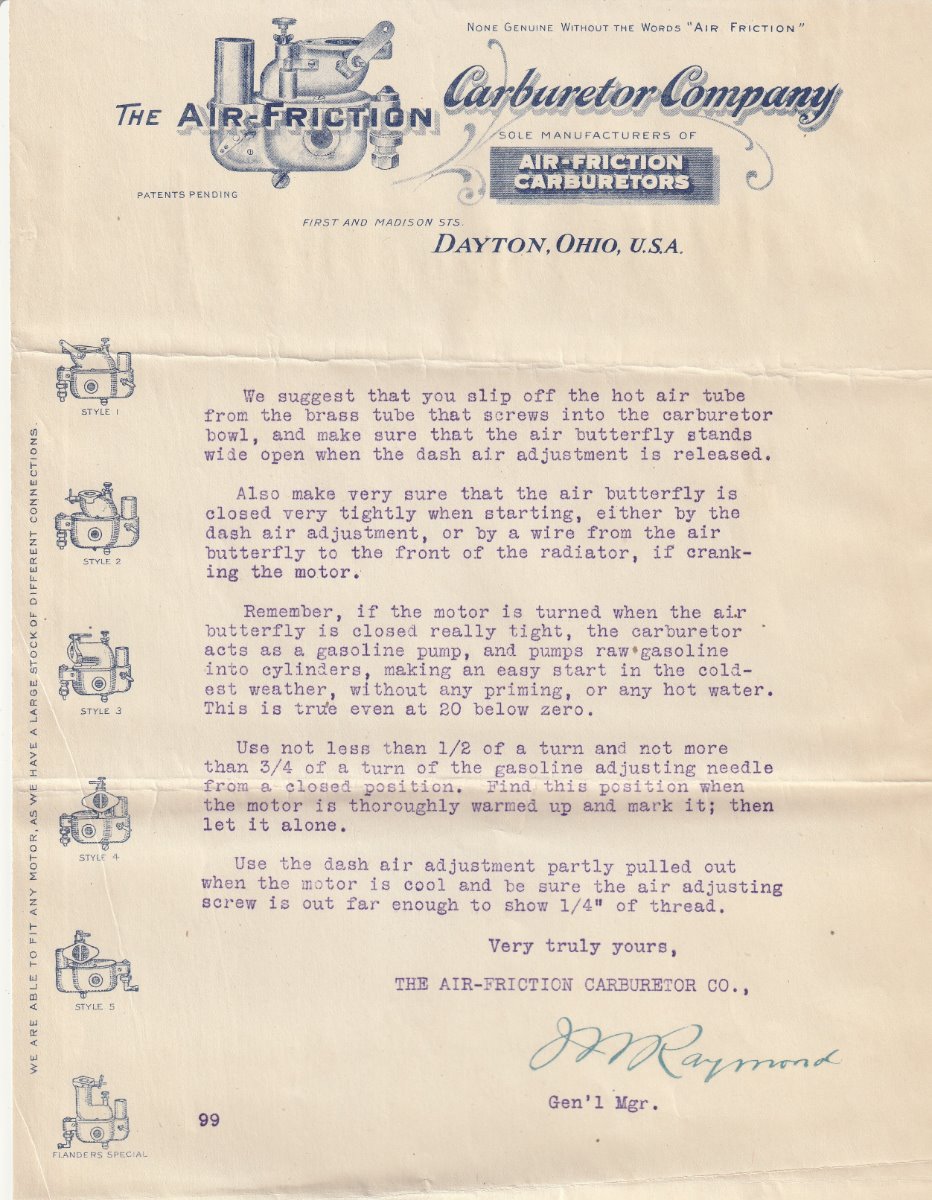 NONE GENUINE WITHOUT THE WORDS "AIR FRICTION"
THE AIR-FRICTION Carburetor Company
SOLE MANUFACTURERS OF
AIR-FRICTION
CARBURETORS
PATENTS PENDING
FIRST AND MADISON STS.
DAYTON, OHIO, U.S.A.
We suggest that you slip off the hot air tube
from the brass tube that screws into the carburetor
bowl, and make sure that the air butterfly stands
wide open when the dash air adjustment is released.
Also make very sure that the air butterfly is
closed very tightly when starting, either by the
dash air adjustment, or by a wire from the air
butterfly to the front of the radiator, if crank-
ing the motor.
Remember, if the motor is turned when the air
butterfly is closed really tight, the carburetor
acts as a gasoline pump, and pumps raw gasoline
into cylinders, making an easy start in the cold-
est weather, without any priming, or any hot water.
This is true even at 20 below zero.
Use not less than 1/2 of a turn and not more
than 3/4 of a turn of the gasoline adjusting needle
from a closed position. Find this position when
the motor is thoroughly warmed up and mark it; then
let it alone.
Use the dash air adjustment partly pulled out
when the motor is cool and be sure the air adjusting
screw is out far enough to show 1/4" of thread.
Very truly yours,
THE AIR-FRICTION CARBURETOR CO.,
Raymond
Gen'l Mgr.
99
STYLE 1
STYLE 2
STYLE 3
STYLE 4
STYLE 5
FLANDERS SPECIAL
WE ARE ABLE TO FIT ANY MOTOR, AS WE HAVE A LARGE STOCK OF DIFFERENT CONNECTIONS.